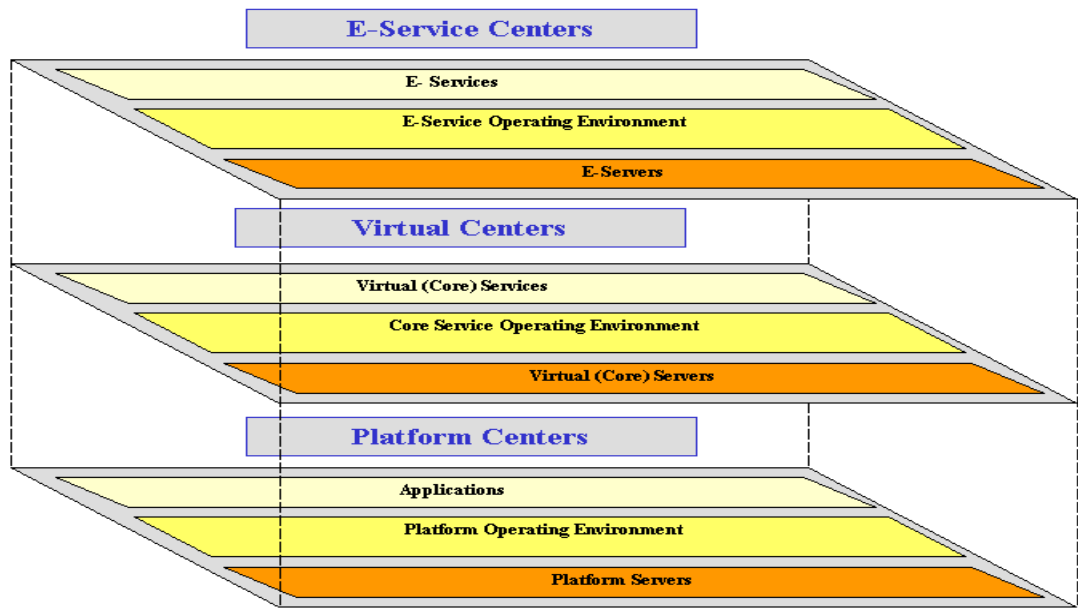 E-Service Centers
E- Services
E-Service Operating Environment
E-Servers
Virtual Centers
Virtual (Core) Services
Core Service Operating Environment
Virtual (Core) Servers
Platform Centers
Applications
Platform Operating Environment
Platform Servers